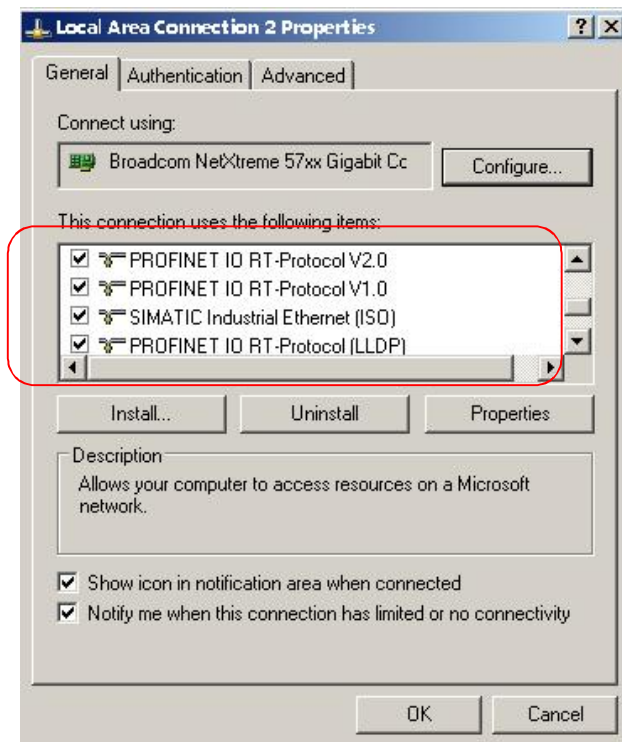 Local Area Connection 2 Properties
General Authentication Advanced
Connect using:
Broadcom NetXtreme 57xx Gigabit Cc Configure...
This connection uses the following items:
PROFINET IO RT-Protocol V2.0
PROFINET IO RT-Protocol V1.0
SIMATIC Industrial Ethernet (ISO)
PROFINET IO RT-Protocol (LLDP)
Install... Uninstall Properties
Description
Allows your computer to access resources on a Microsoft
network.
Show icon in notification area when connected
Notify me when this connection has limited or no connectivity
OK Cancel